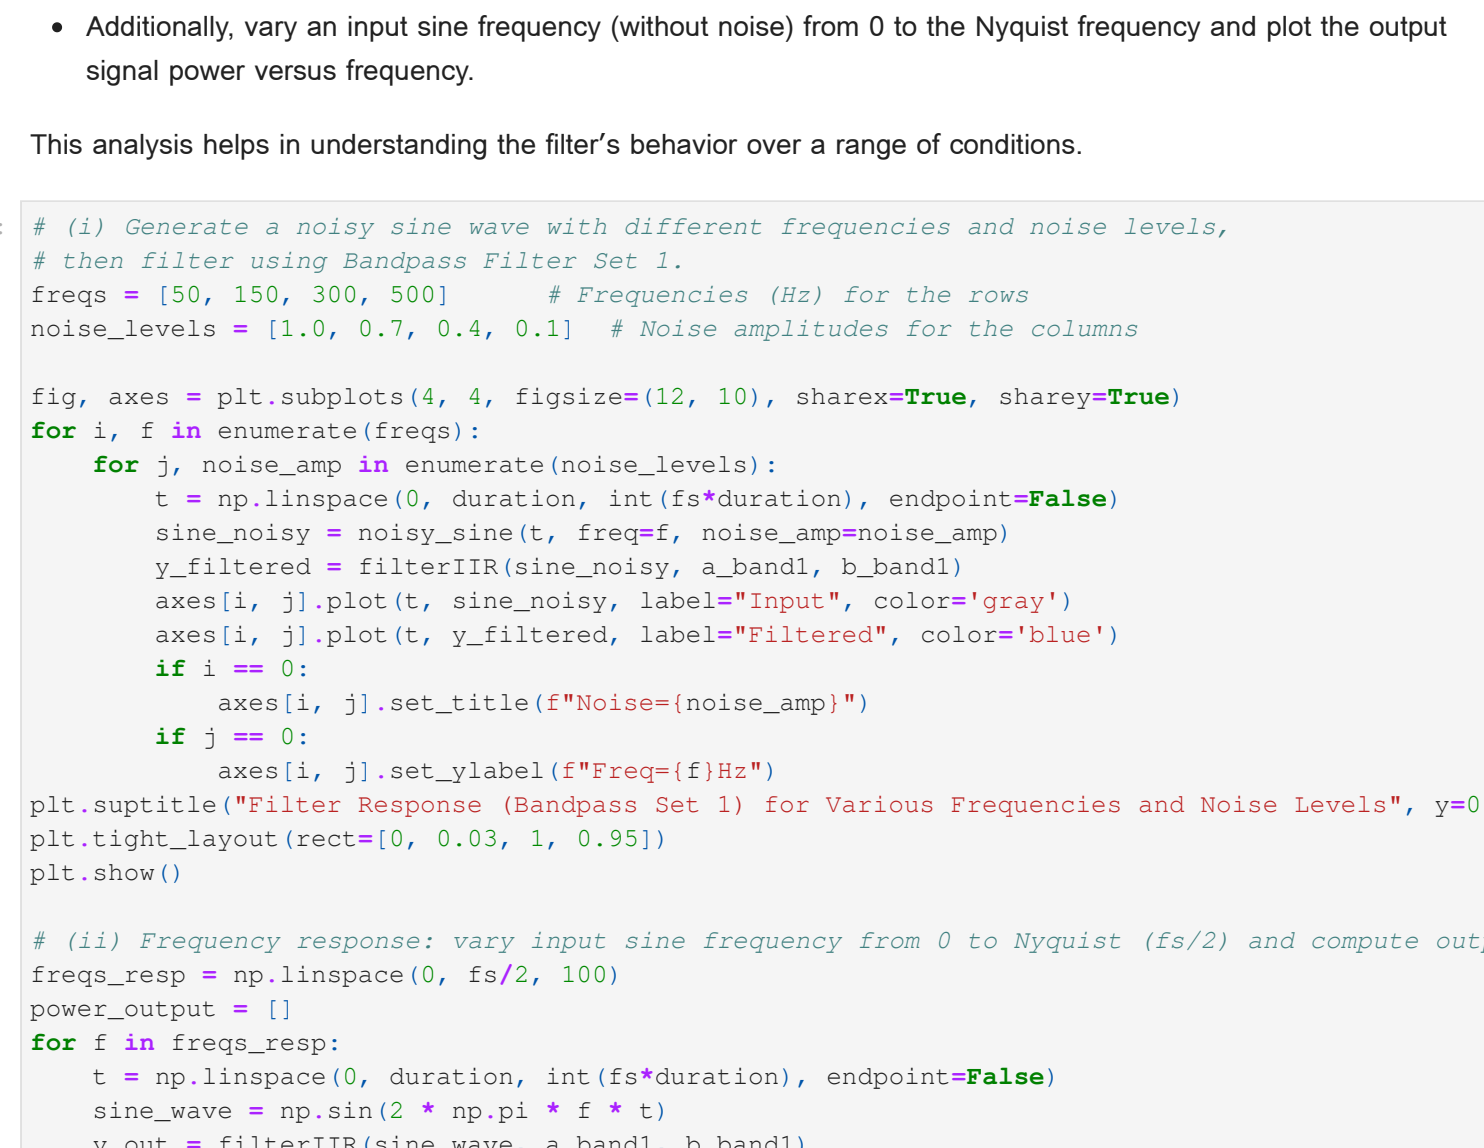 • Additionally, vary an input sine frequency (without noise) from 0 to the Nyquist frequency and plot the output
signal power versus frequency.
This analysis helps in understanding the filter’s behavior over a range of conditions.
# (i) Generate a noisy sine wave with different frequencies and noise levels,
# then filter using Bandpass Filter Set 1.
freqs = [50, 150, 300, 500]      # Frequencies (Hz) for the rows
noise_levels = [1.0, 0.7, 0.4, 0.1]  # Noise amplitudes for the columns
fig, axes = plt.subplots(4, 4, figsize=(12, 10), sharex=True, sharey=True)
for i, f in enumerate(freqs):
    for j, noise_amp in enumerate(noise_levels):
        t = np.linspace(0, duration, int(fs*duration), endpoint=False)
        sine_noisy = noisy_sine(t, freq=f, noise_amp=noise_amp)
        y_filtered = filterIIR(sine_noisy, a_band1, b_band1)
        axes[i, j].plot(t, sine_noisy, label="Input", color='gray')
        axes[i, j].plot(t, y_filtered, label="Filtered", color='blue')
        if i == 0:
            axes[i, j].set_title(f"Noise={noise_amp}")
        if j == 0:
            axes[i, j].set_ylabel(f"Freq={f}Hz")
plt.suptitle("Filter Response (Bandpass Set 1) for Various Frequencies and Noise Levels", y=0
plt.tight_layout(rect=[0, 0.03, 1, 0.95])
plt.show()
# (ii) Frequency response: vary input sine frequency from 0 to Nyquist (fs/2) and compute out
freqs_resp = np.linspace(0, fs/2, 100)
power_output = []
for f in freqs_resp:
    t = np.linspace(0, duration, int(fs*duration), endpoint=False)
    sine_wave = np.sin(2 * np.pi * f * t)
    y_out = filterIIR(sine_wave, a_band1, b_band1)